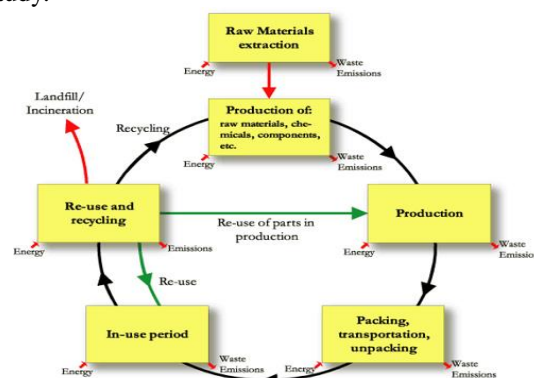 tudy.
Raw Materials
extraction
Energy
Waste
Emissions
Landfill/
Incineration
Recycling
Production of:
raw materials, che-
micals, components,
etc.
Energy
Waste
Emissions
Re-use and
recycling
Energy
Emissions
Re-use of parts in
production
Production
Energy
Waste
Emission
Re-use
In-use period
Energy
Waste
Emissions
Packing,
transportation,
unpacking
Energy
Waste
Emissions